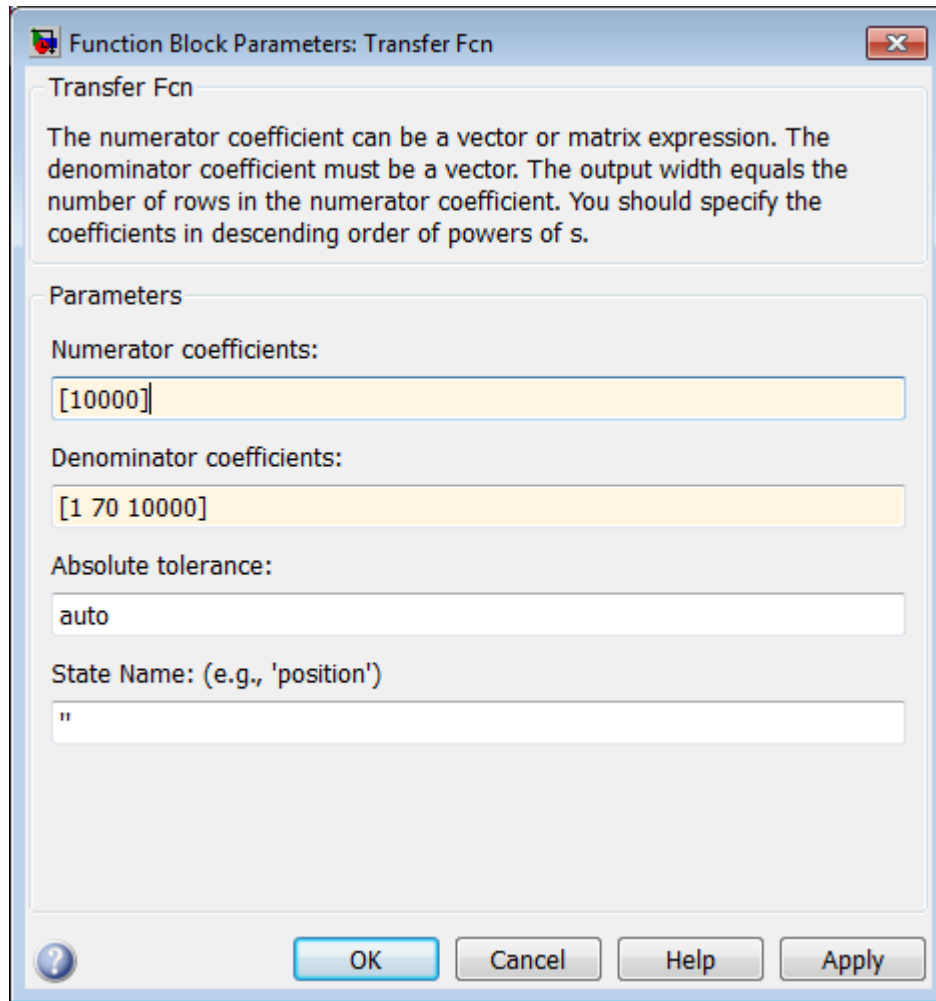 Function Block Parameters: Transfer Fcn
Transfer Fcn
The numerator coefficient can be a vector or matrix expression. The
denominator coefficient must be a vector. The output width equals the
number of rows in the numerator coefficient. You should specify the
coefficients in descending order of powers of s.
Parameters
Numerator coefficients:
[10000]
Denominator coefficients:
[1 70 10000]
Absolute tolerance:
auto
State Name: (e.g., 'position')
''
OK Cancel Help Apply